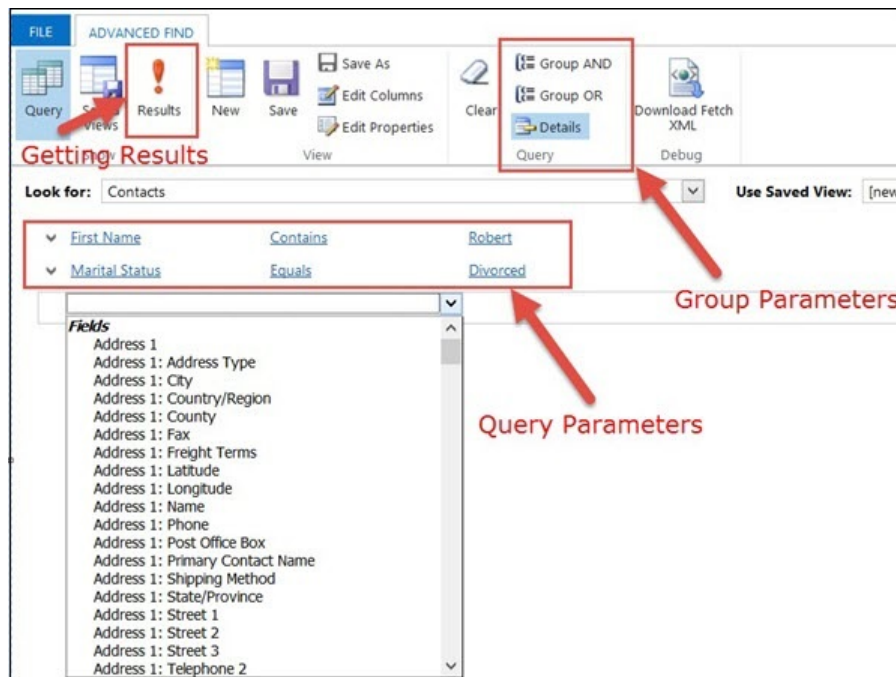 FILE
ADVANCED FIND
Query
Views
Results
New
Save
Save As
Edit Columns
Edit Properties
View
Clear
Group AND
Group OR
Details
Query
Download Fetch
XML
Debug
Getting Results
Look for:
Contacts
Use Saved View:
[new
First Name
Contains
Robert
Marital Status
Equals
Divorced
Group Parameters
Query Parameters
Fields
Address 1
Address 1: Address Type
Address 1: City
Address 1: Country/Region
Address 1: County
Address 1: Fax
Address 1: Freight Terms
Address 1: Latitude
Address 1: Longitude
Address 1: Name
Address 1: Phone
Address 1: Post Office Box
Address 1: Primary Contact Name
Address 1: Shipping Method
Address 1: State/Province
Address 1: Street 1
Address 1: Street 2
Address 1: Street 3
Address 1: Telephone 2